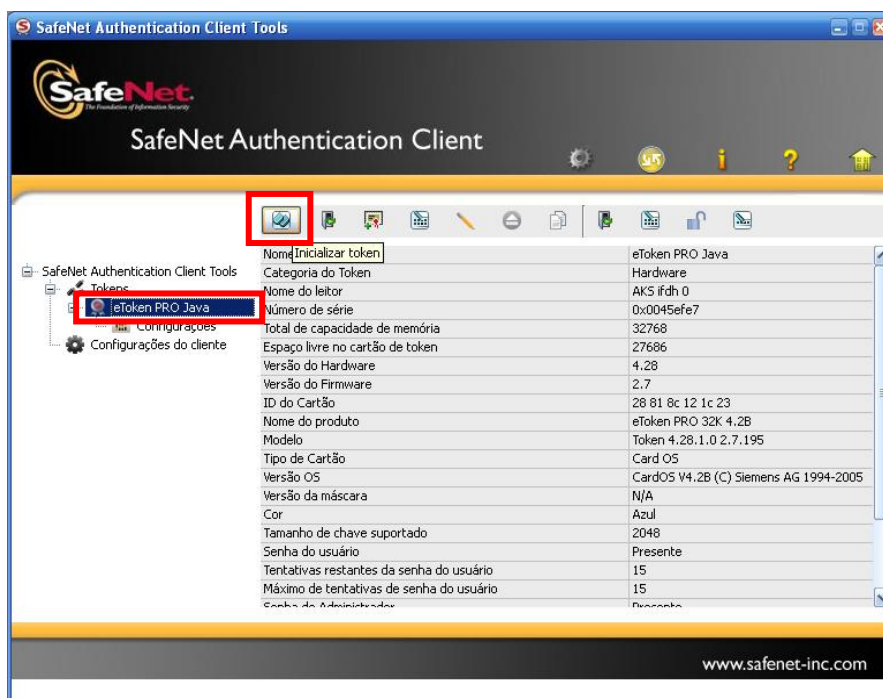 SafeNet Authentication Client Tools
SafeNet.
The Foundation of Information Security
SafeNet Authentication Client
Inicializar token
SafeNet Authentication Client Tools
Tokens
eToken PRO Java
Configurações
Configurações do cliente
Nome eToken PRO Java
Categoria do Token Hardware
Nome do leitor AKS ifdh 0
Número de série 0x0045efe7
Total de capacidade de memória 32768
Espaço livre no cartão de token 27686
Versão do Hardware 4.28
Versão do Firmware 2.7
ID do Cartão 28 81 8c 12 1c 23
Nome do produto eToken PRO 32K 4.2B
Modelo Token 4.28.1.0 2.7.195
Tipo de Cartão Card OS
Versão OS CardOS V4.2B (C) Siemens AG 1994-2005
Versão da máscara N/A
Cor Azul
Tamanho de chave suportado 2048
Senha do usuário Presente
Tentativas restantes da senha do usuário 15
Máximo de tentativas de senha do usuário 15
Senha do Administrador Presente
www.safenet-inc.com